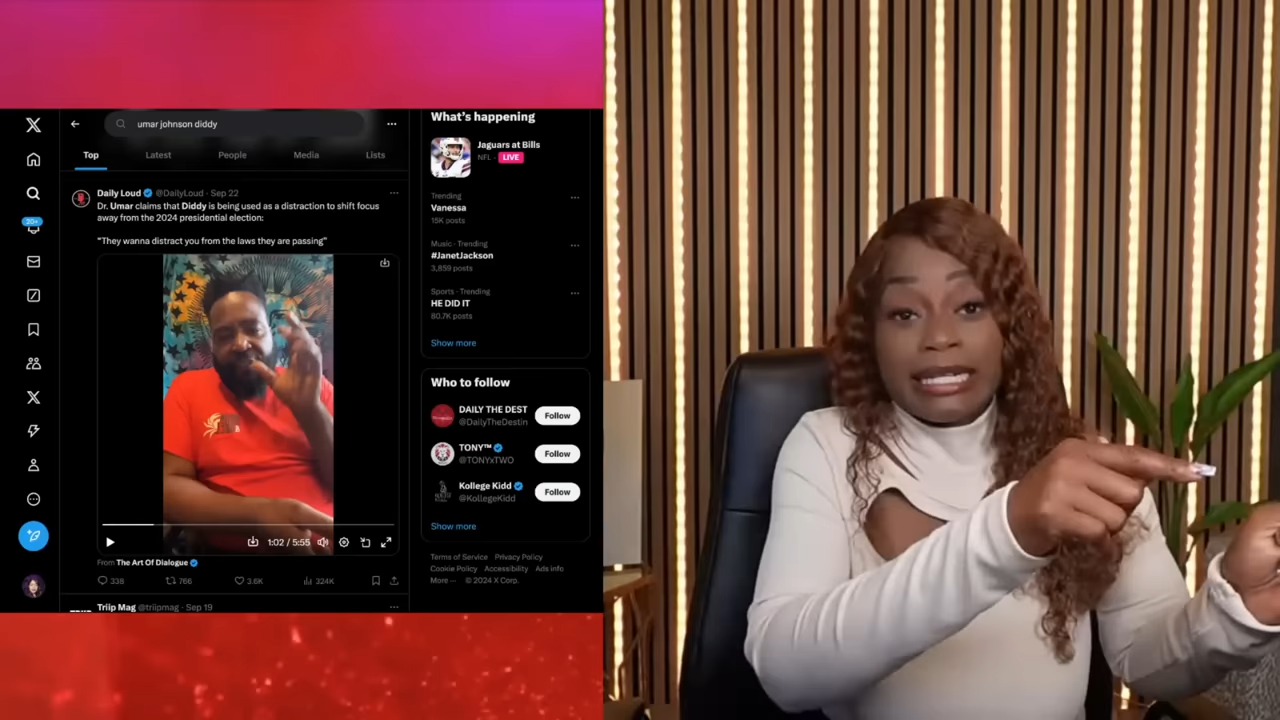 umar johnson diddy
Top
Latest
People
Media
Lists
Daily Loud @DailyLoud · Sep 22
Dr. Umar claims that Diddy is being used as a distraction to shift focus
away from the 2024 presidential election:
"They wanna distract you from the laws they are passing"
1:02 / 5:55
From The Art Of Dialogue
338
766
3.6K
324K
Triip Mag @triipmag · Sep 19
TRIIP
20+
What's happening
Jaguars at Bills
NFL · LIVE
Trending
Vanessa
15K posts
Music · Trending
#JanetJackson
3,859 posts
Sports · Trending
HE DID IT
80.7K posts
Show more
Who to follow
DAILY THE DEST
@DailyTheDestin
Follow
TONY™
@TONYxTWO
Follow
Kollege Kidd
@KollegeKidd
Follow
Show more
Terms of Service Privacy Policy
Cookie Policy Accessibility Ads info
More ··· © 2024 X Corp.